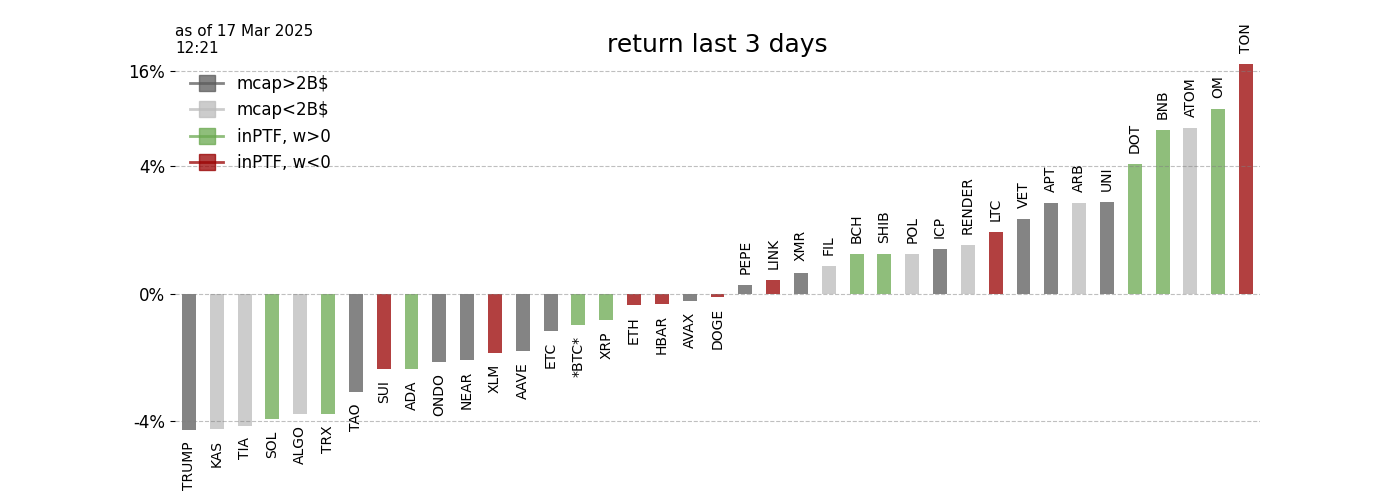 as of 17 Mar 2025
12:21
return last 3 days
mcap>2B$
mcap<2B$
inPTF, w>0
inPTF, w<0
16%
4%
0%
-4%
TRUMP
KAS
TIA
SOL
ALGO
TRX
TAO
SUI
ADA
ONDO
NEAR
XLM
AAVE
ETC
*BTC*
XRP
ETH
HBAR
AVAX
DOGE
PEPE
LINK
XMR
FIL
BCH
SHIB
POL
ICP
RENDER
LTC
VET
APT
ARB
UNI
DOT
BNB
ATOM
OM
TON